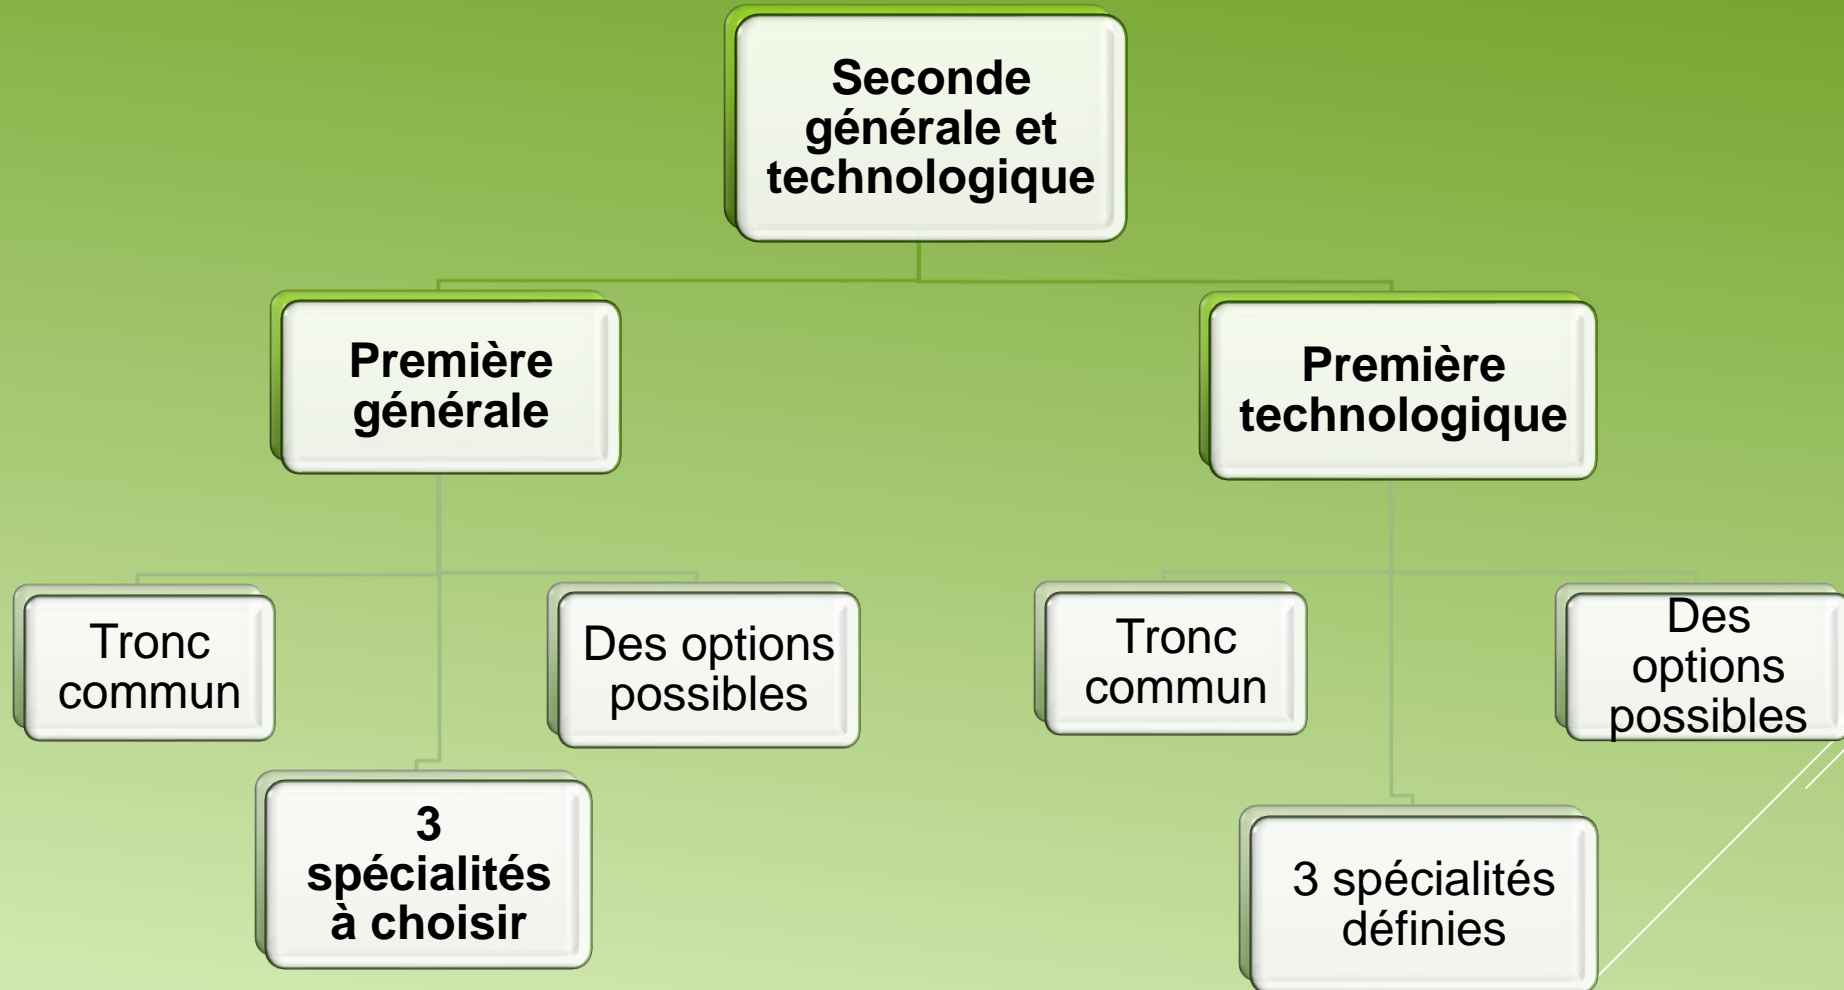 Seconde
générale et
technologique
Première
générale
Première
technologique
Tronc
commun
Des options
possibles
Tronc
commun
Des
options
possibles
3
spécialités
à choisir
3 spécialités
définies